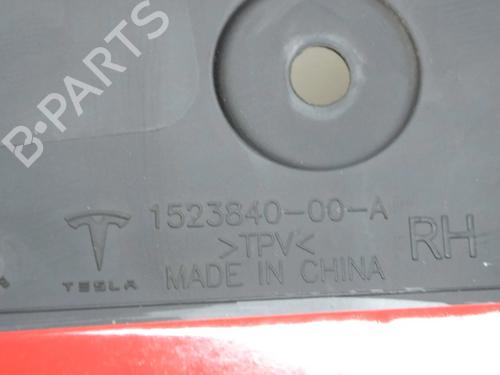 B-PARTS
1523840-00-A
>TPV<
RH
TESLA
MADE IN CHINA